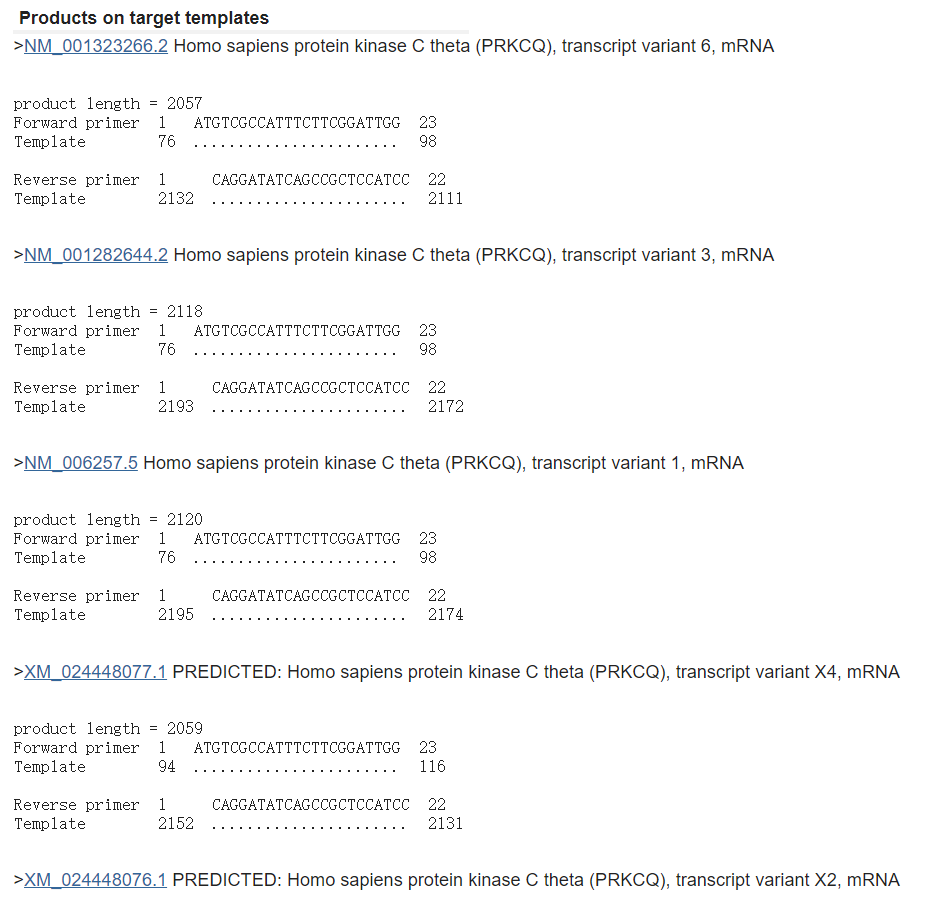 Products on target templates
>NM_001323266.2 Homo sapiens protein kinase C theta (PRKCQ), transcript variant 6, mRNA
product length = 2057
Forward primer  1   ATGTCGCCATTTCTTCGGATTGG  23
Template        76  .......................  98
Reverse primer  1     CAGGATATCAGCCGCTCCATCC  22
Template        2132  ......................  2111
>NM_001282644.2 Homo sapiens protein kinase C theta (PRKCQ), transcript variant 3, mRNA
product length = 2118
Forward primer  1   ATGTCGCCATTTCTTCGGATTGG  23
Template        76  .......................  98
Reverse primer  1     CAGGATATCAGCCGCTCCATCC  22
Template        2193  ......................  2172
>NM_006257.5 Homo sapiens protein kinase C theta (PRKCQ), transcript variant 1, mRNA
product length = 2120
Forward primer  1   ATGTCGCCATTTCTTCGGATTGG  23
Template        76  .......................  98
Reverse primer  1     CAGGATATCAGCCGCTCCATCC  22
Template        2195  ......................  2174
>XM_024448077.1 PREDICTED: Homo sapiens protein kinase C theta (PRKCQ), transcript variant X4, mRNA
product length = 2059
Forward primer  1   ATGTCGCCATTTCTTCGGATTGG  23
Template        94  .......................  116
Reverse primer  1     CAGGATATCAGCCGCTCCATCC  22
Template        2152  ......................  2131
>XM_024448076.1 PREDICTED: Homo sapiens protein kinase C theta (PRKCQ), transcript variant X2, mRNA